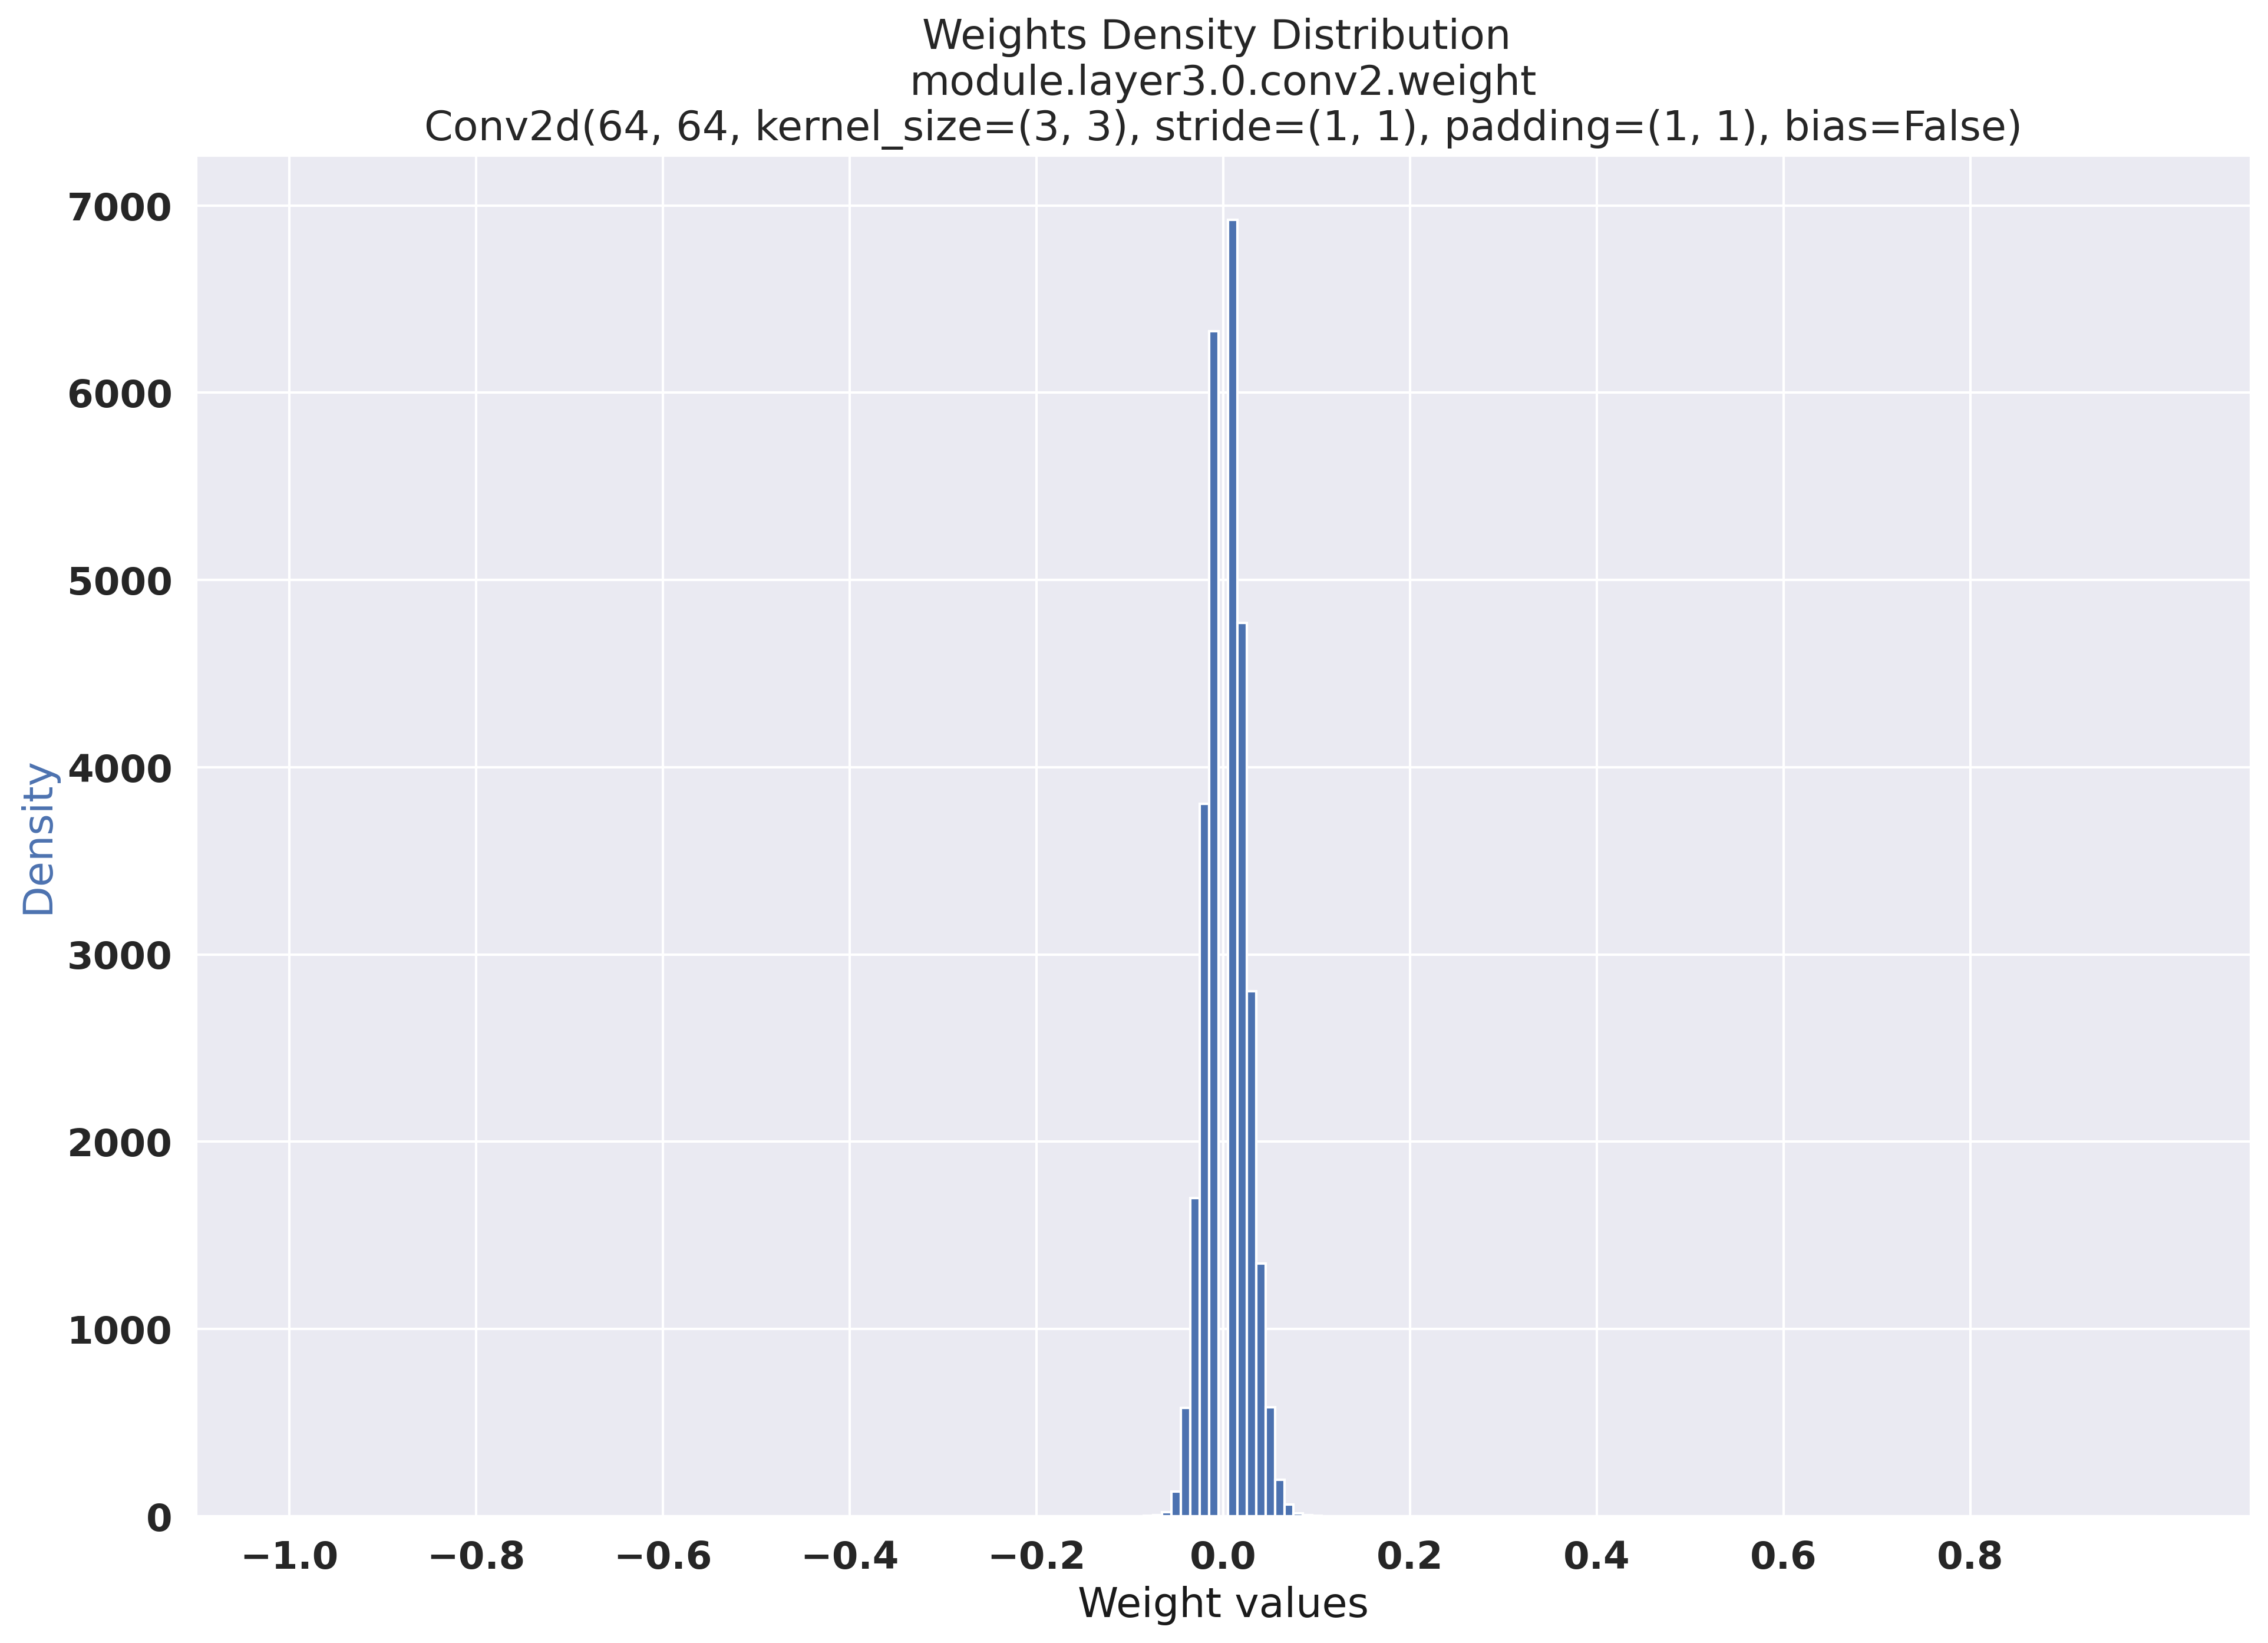 Weights Density Distribution
module.layer3.0.conv2.weight
Conv2d(64, 64, kernel_size=(3, 3), stride=(1, 1), padding=(1, 1), bias=False)
7000
6000
5000
4000
3000
2000
1000
0
Density
−1.0 −0.8 −0.6 −0.4 −0.2 0.0 0.2 0.4 0.6 0.8
Weight values